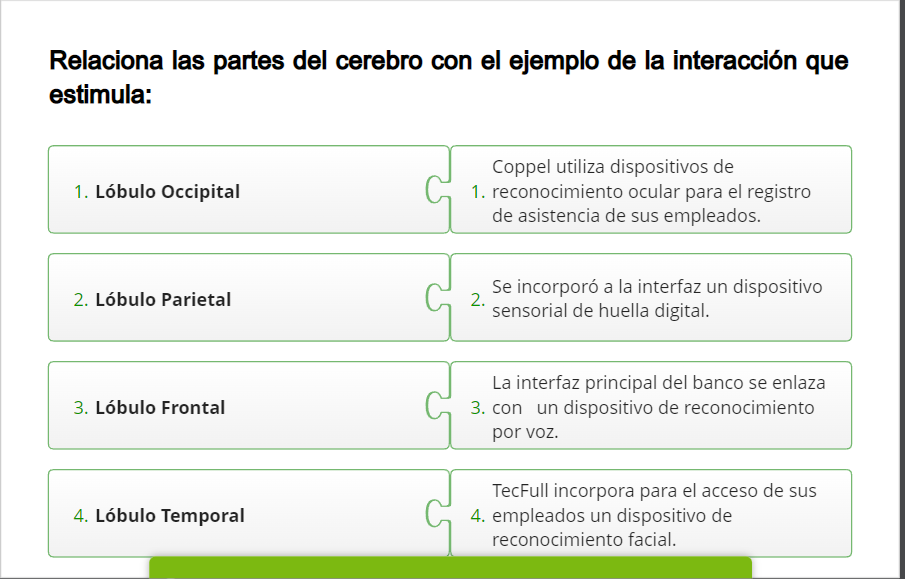 Relaciona las partes del cerebro con el ejemplo de la interacción que
estimula:
1. Lóbulo Occipital
Coppel utiliza dispositivos de
1. reconocimiento ocular para el registro
de asistencia de sus empleados.
2. Lóbulo Parietal
Se incorporó a la interfaz un dispositivo
2. sensorial de huella digital.
3. Lóbulo Frontal
La interfaz principal del banco se enlaza
3. con un dispositivo de reconocimiento
por voz.
4. Lóbulo Temporal
TecFull incorpora para el acceso de sus
4. empleados un dispositivo de
reconocimiento facial.